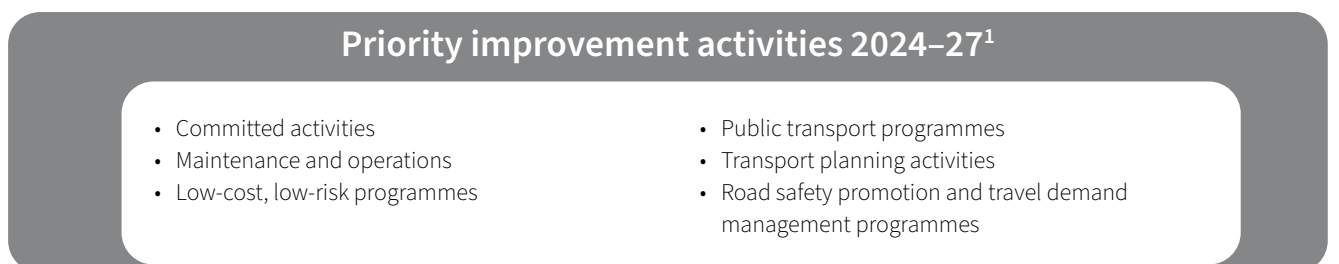 Priority improvement activities 2024–27¹
• Committed activities
• Maintenance and operations
• Low-cost, low-risk programmes
• Public transport programmes
• Transport planning activities
• Road safety promotion and travel demand
management programmes